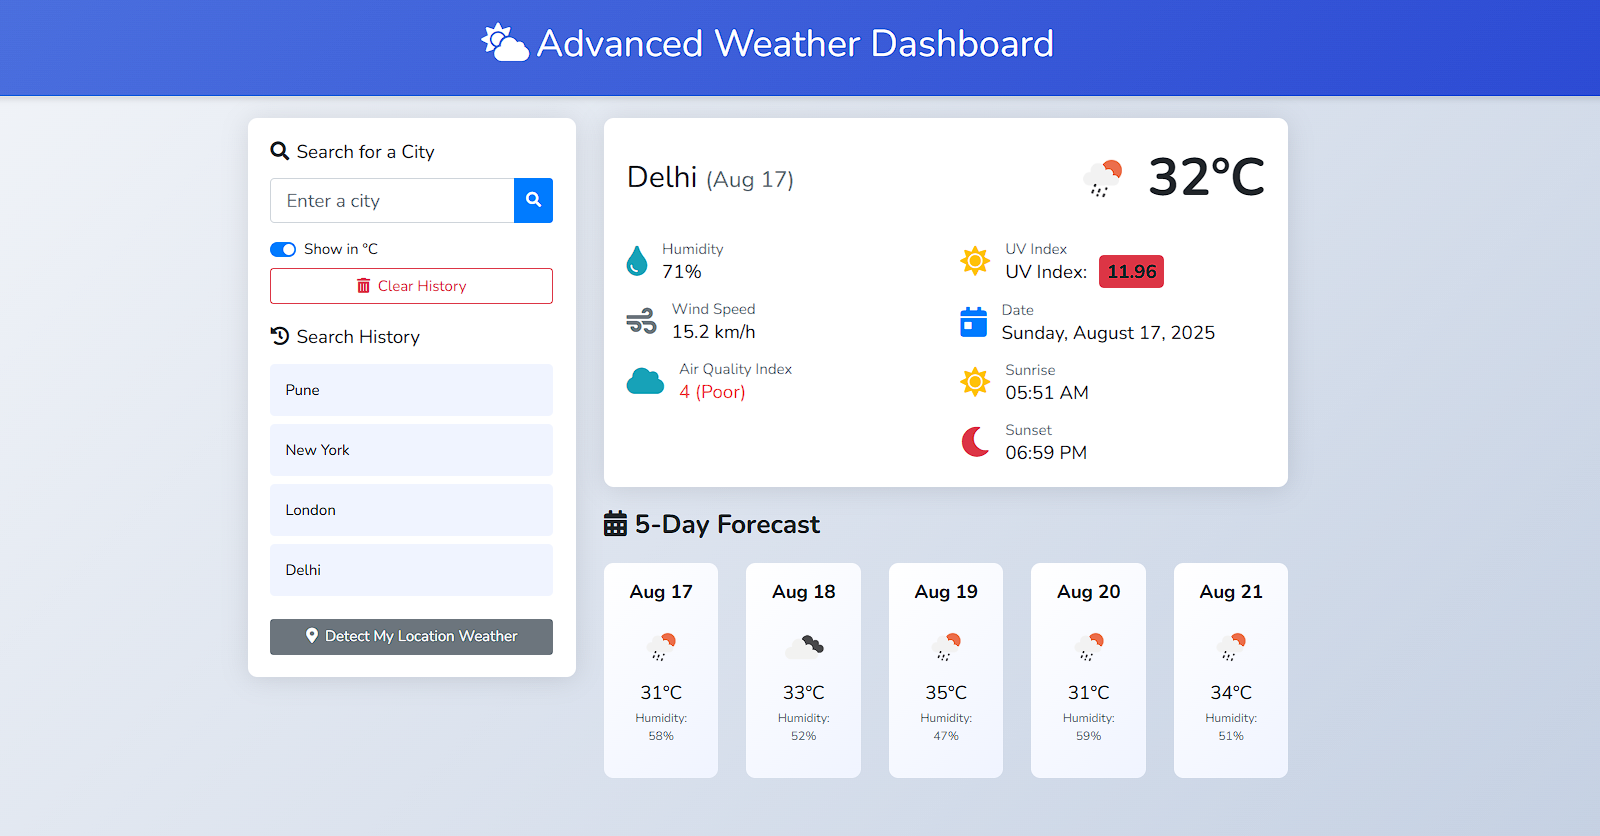 Advanced Weather Dashboard
Search for a City
Enter a city
Show in °C
Clear History
Search History
Pune
New York
London
Delhi
Detect My Location Weather
Delhi (Aug 17)
32°C
Humidity
71%
Wind Speed
15.2 km/h
Air Quality Index
4 (Poor)
UV Index
UV Index: 11.96
Date
Sunday, August 17, 2025
Sunrise
05:51 AM
Sunset
06:59 PM
5-Day Forecast
Aug 17
31°C
Humidity:
58%
Aug 18
33°C
Humidity:
52%
Aug 19
35°C
Humidity:
47%
Aug 20
31°C
Humidity:
59%
Aug 21
34°C
Humidity:
51%